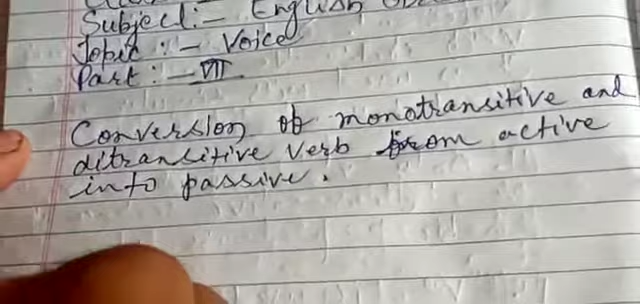 Subject:- English
Topic :- Voice
Part :- VII
Conversion of monotransitive and
ditransitive verb from active
into passive.